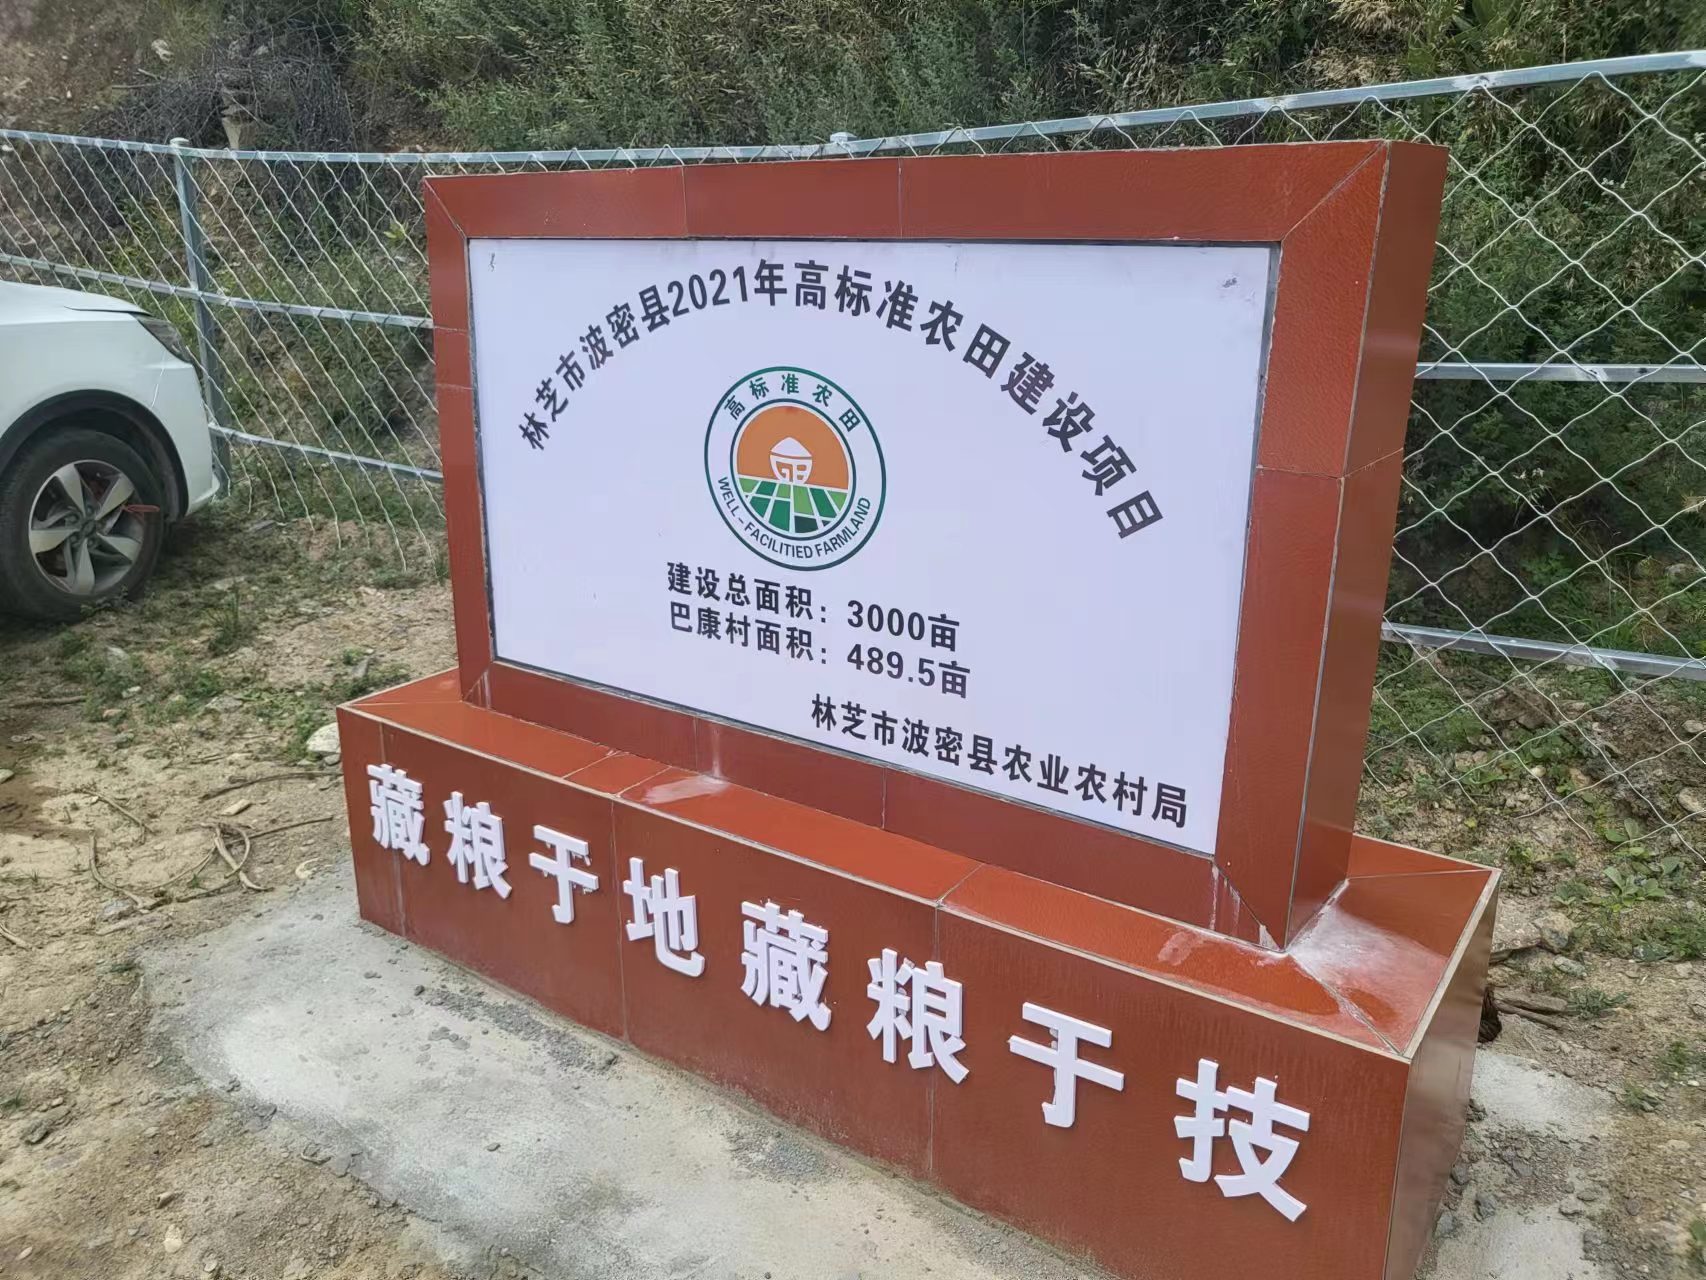 林芝市波密县2021年高标准农田建设项目
高标准农田
WELL-FACILITIED FARMLAND
建设总面积：3000亩
巴康村面积：489.5亩
林芝市波密县农业农村局
藏粮于地藏粮于技